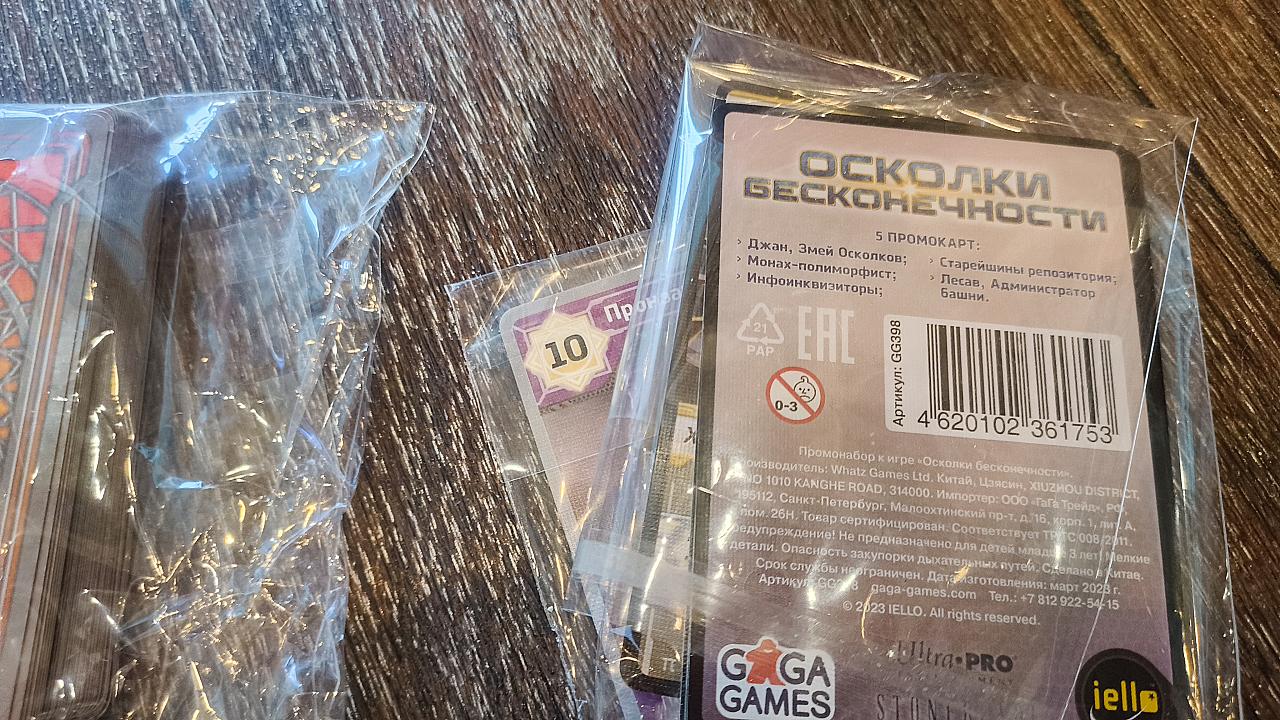 ОСКОЛКИ
БЕСКОНЕЧНОСТИ
5 ПРОМОКАРТ:
› Джан, Змей Осколков;
› Монах-полиморфист;
› Инфоинквизиторы;
› Старейшины репозитория;
› Лесав, Администратор
башни.
21
PAP
EAC
0-3
Артикул: GG398
4 620102 361753
Промонабор к игре «Осколки бесконечности».
Производитель: Whatz Games Ltd. Китай, Цзясин, XIUZHOU DISTRICT,
NO 1010 KANGHE ROAD, 314000. Импортер: ООО «ГаГа Трейд», РФ,
195112, Санкт-Петербург, Малоохтинский пр-т, д.16, корп. 1, лит. А,
пом. 26Н. Товар сертифицирован. Соответствует ТР ТС 008/2011.
Предупреждение! Не предназначено для детей младше 3 лет! Мелкие
детали. Опасность закупорки дыхательных путей. Сделано в Китае.
Срок службы неограничен. Дата изготовления: март 2023 г.
Артикул GG398 gaga-games.com Тел.: +7 812 922-54-15
© 2023 IELLO. All rights reserved.
GAGA
GAMES
Ultra•PRO
iello
10